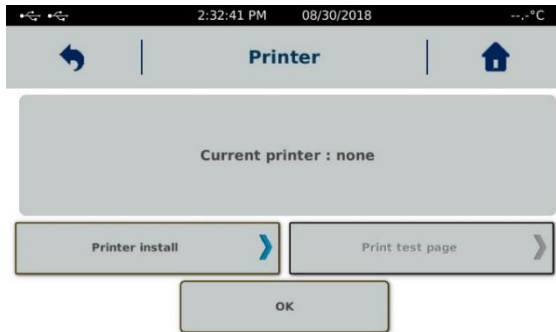 2:32:41 PM 08/30/2018 --.-°C
Printer
Current printer : none
Printer install Print test page
OK